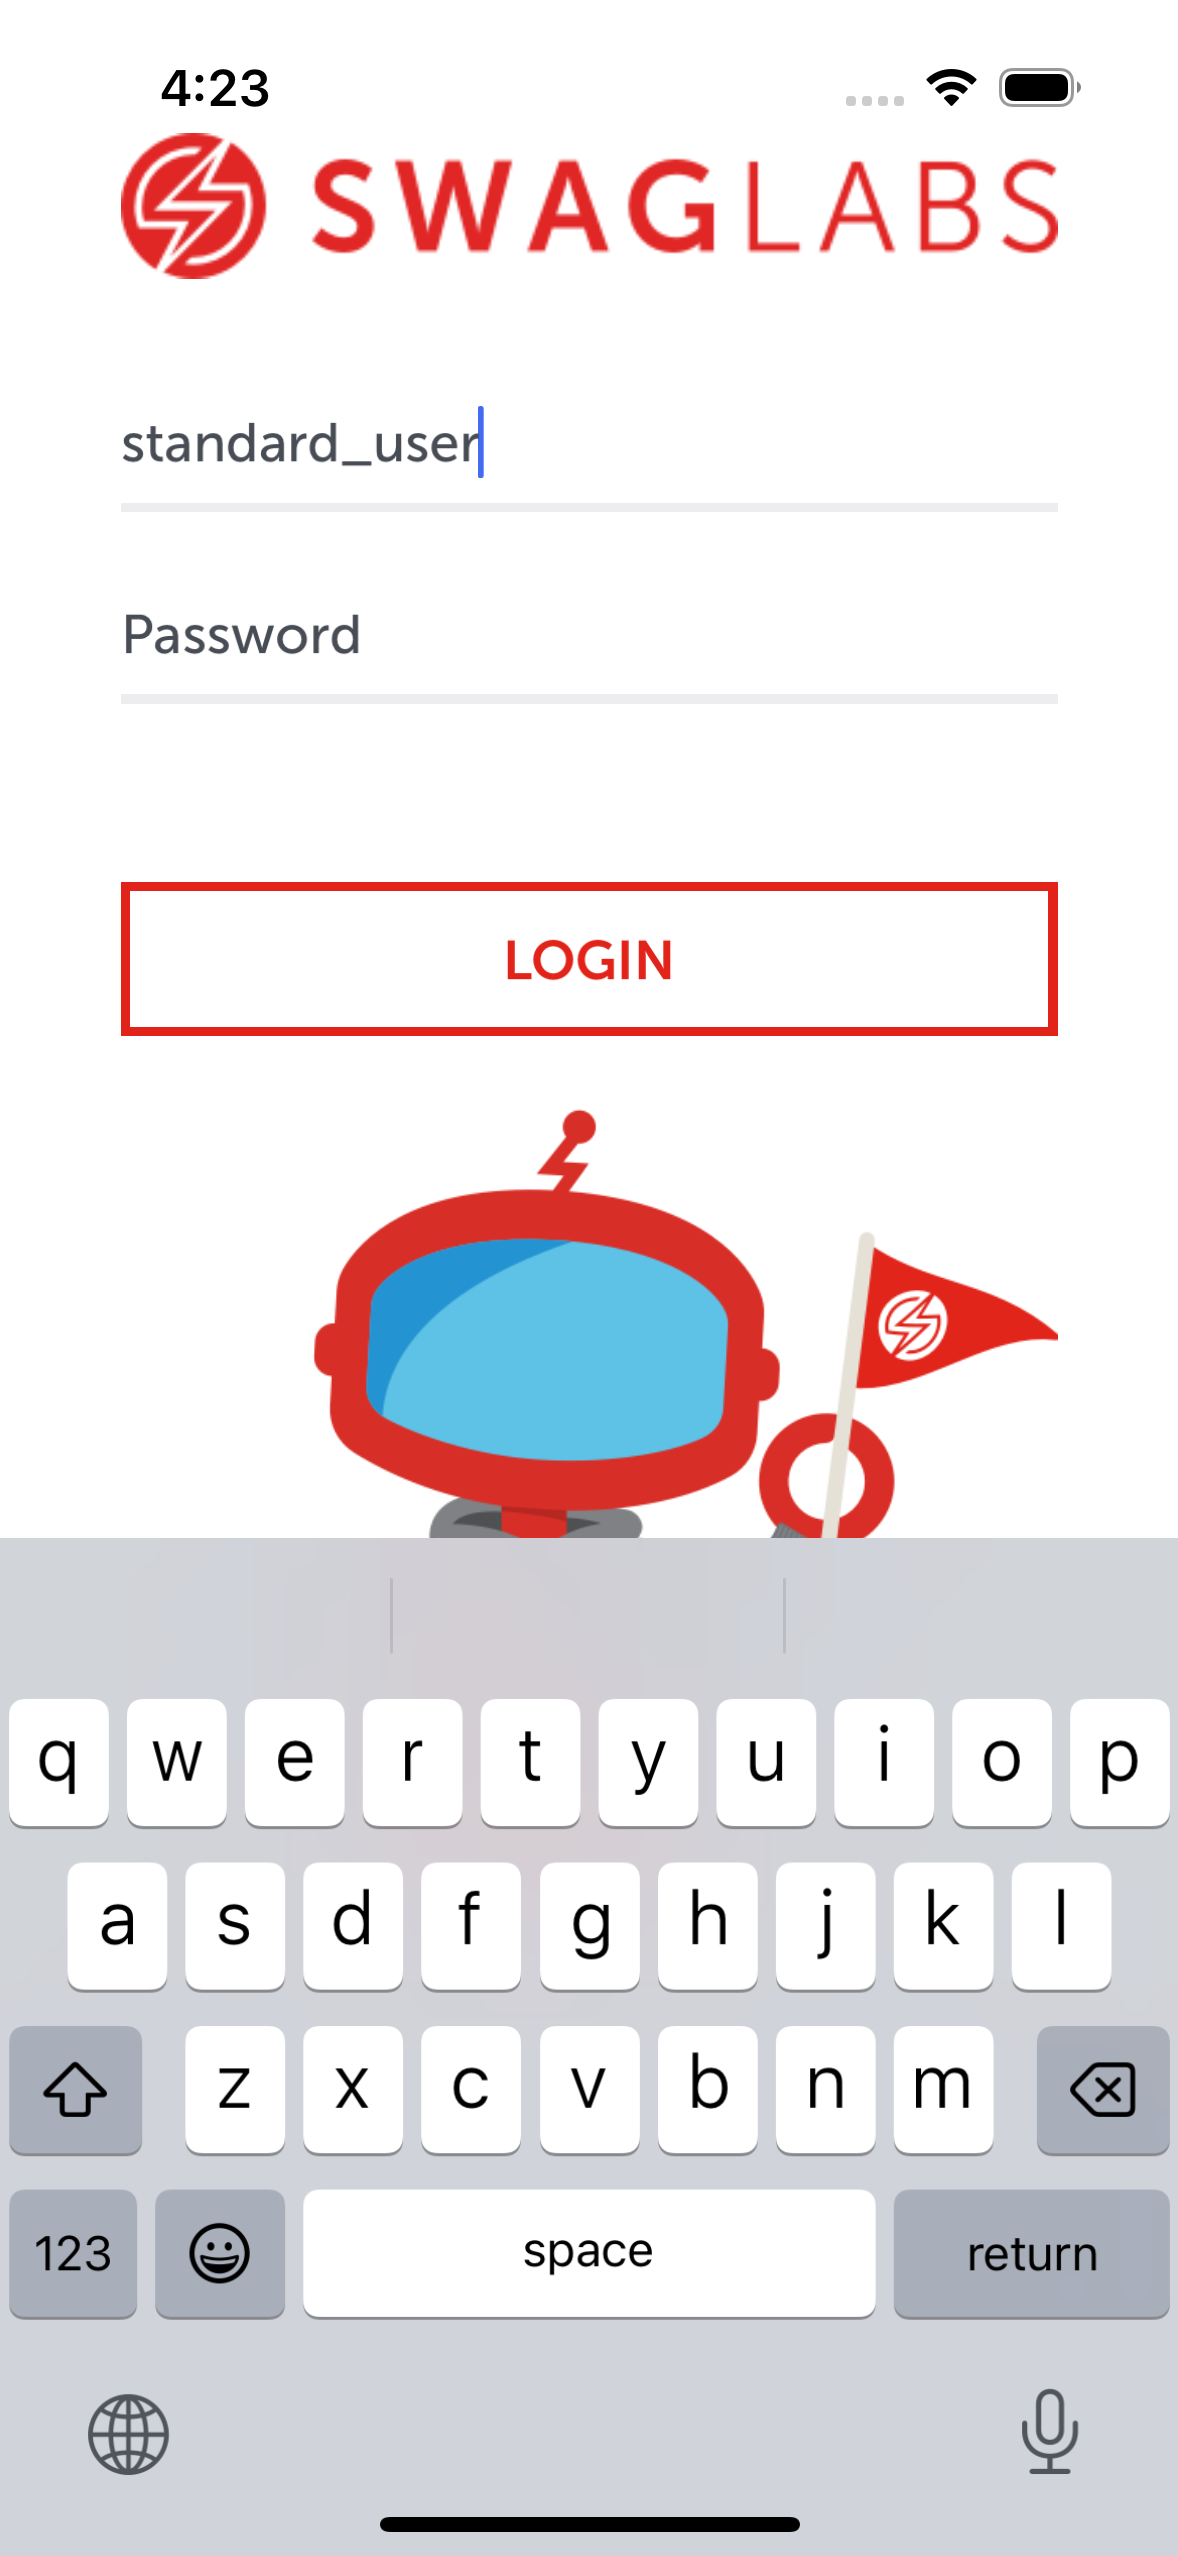 4:23
SWAGLABS
standard_user
Password
LOGIN
q w e r t y u i o p
a s d f g h j k l
z x c v b n m
123 space return